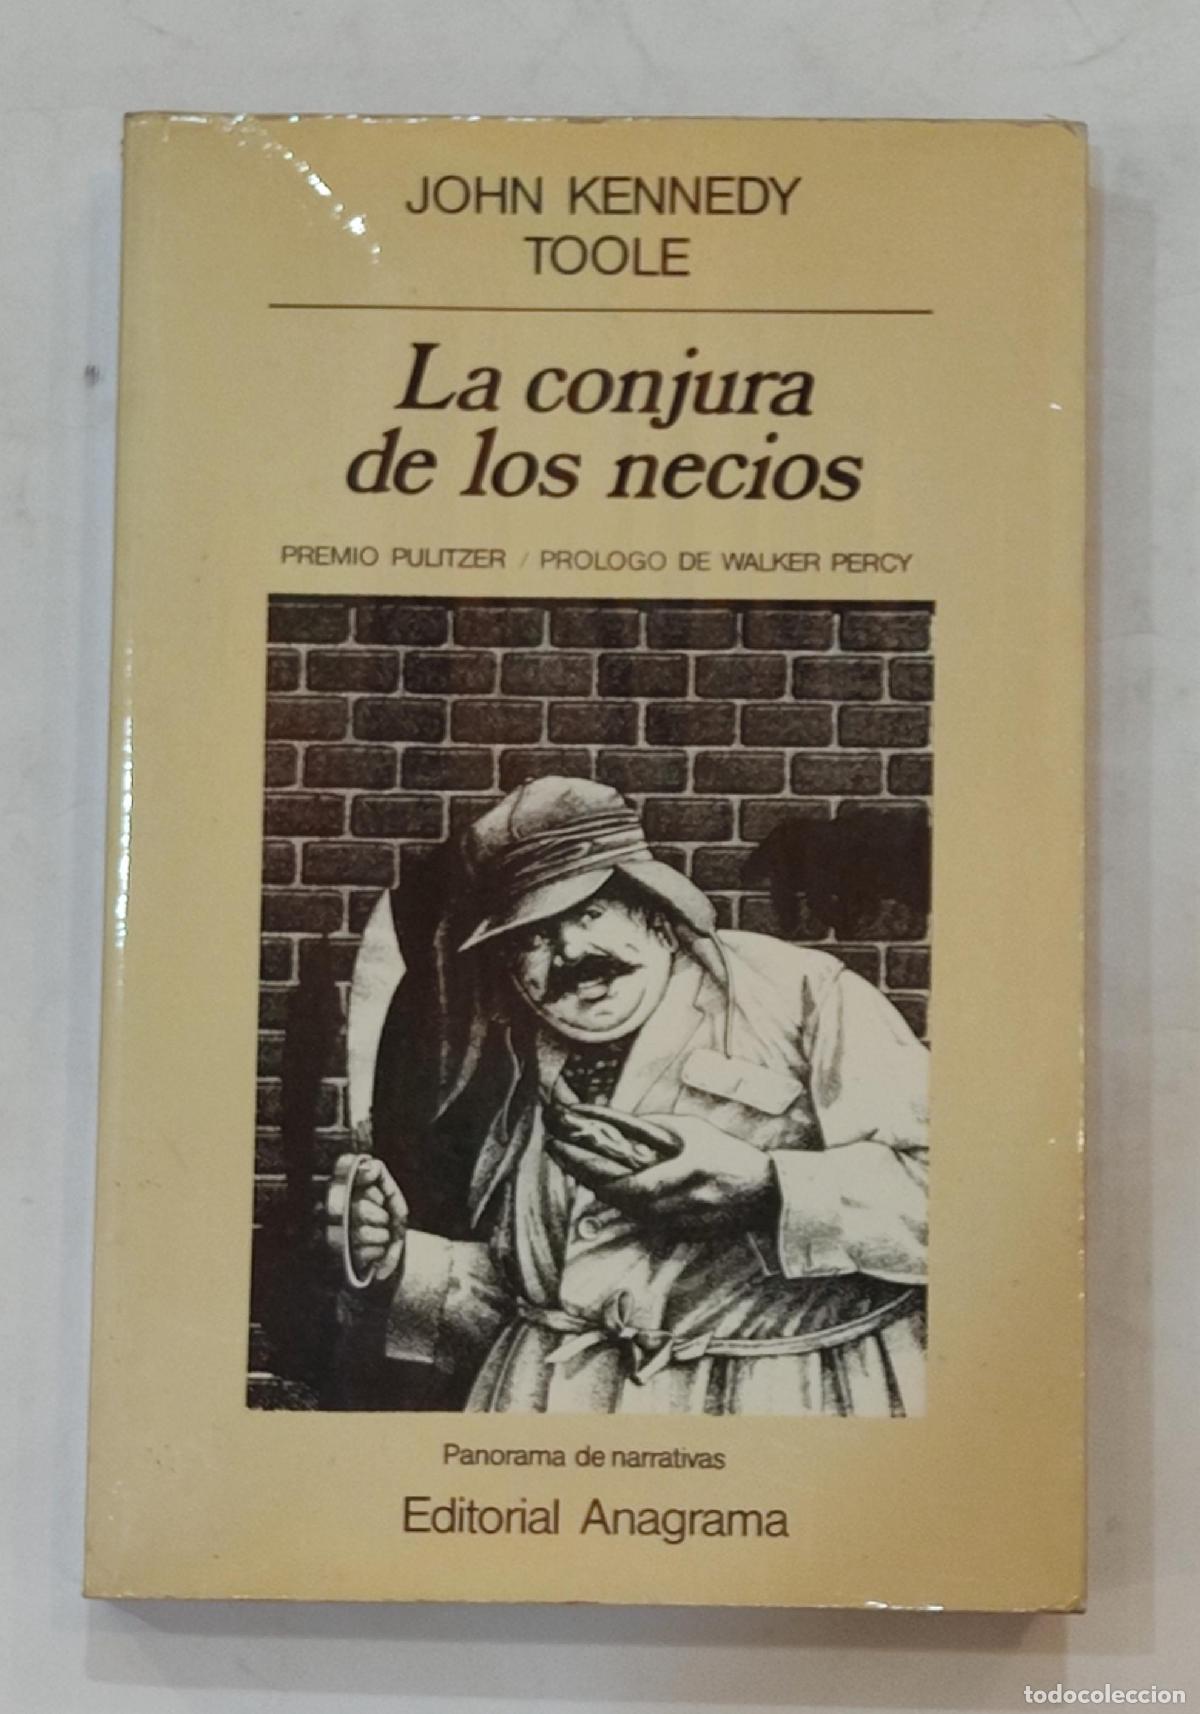 JOHN KENNEDY
TOOLE
La conjura
de los necios
PREMIO PULITZER / PROLOGO DE WALKER PERCY
Panorama de narrativas
Editorial Anagrama
todocoleccion